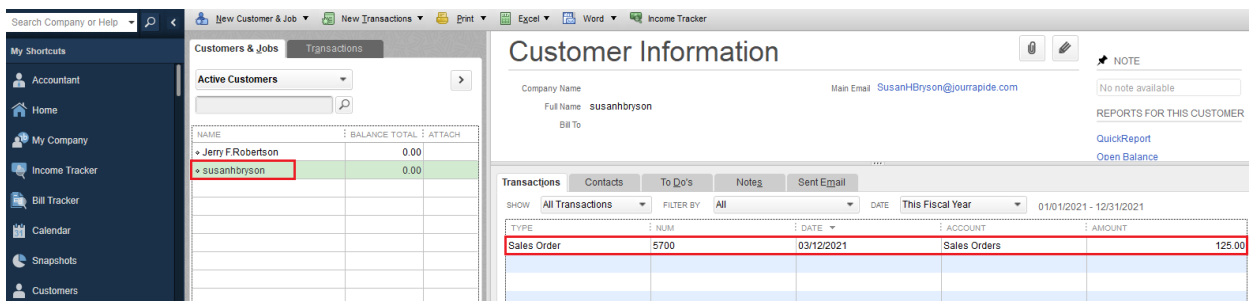 Search Company or Help
New Customer & Job New Transactions Print Excel Word Income Tracker
My Shortcuts
Accountant
Home
My Company
Income Tracker
Bill Tracker
Calendar
Snapshots
Customers
Customers & Jobs Transactions
Active Customers
NAME BALANCE TOTAL ATTACH
Jerry F.Robertson 0.00
susanhbryson 0.00
Customer Information
Company Name
Full Name susanhbryson
Bill To
Main Email SusanHBryson@jourrapide.com
NOTE
No note available
REPORTS FOR THIS CUSTOMER
QuickReport
Open Balance
Transactions Contacts To Do's Notes Sent Email
SHOW All Transactions FILTER BY All DATE This Fiscal Year 01/01/2021 - 12/31/2021
TYPE NUM DATE ACCOUNT AMOUNT
Sales Order 5700 03/12/2021 Sales Orders 125.00